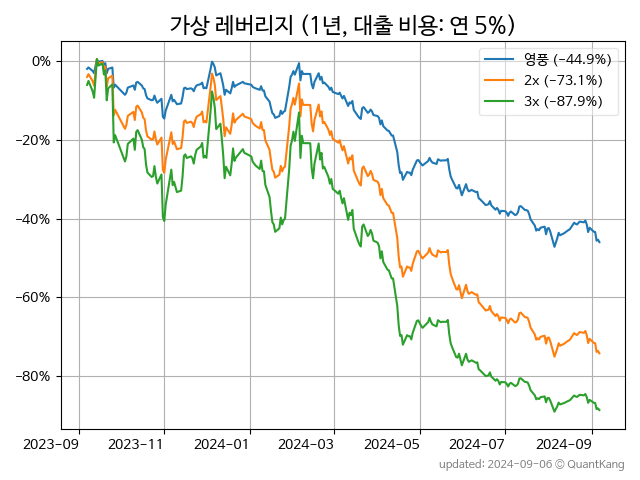 가상 레버리지 (1년, 대출 비용: 연 5%)
0%
−20%
−40%
−60%
−80%
영풍 (−44.9%)
2x (−73.1%)
3x (−87.9%)
2023-09
2023-11
2024-01
2024-03
2024-05
2024-07
2024-09
updated: 2024-09-06 © QuantKang